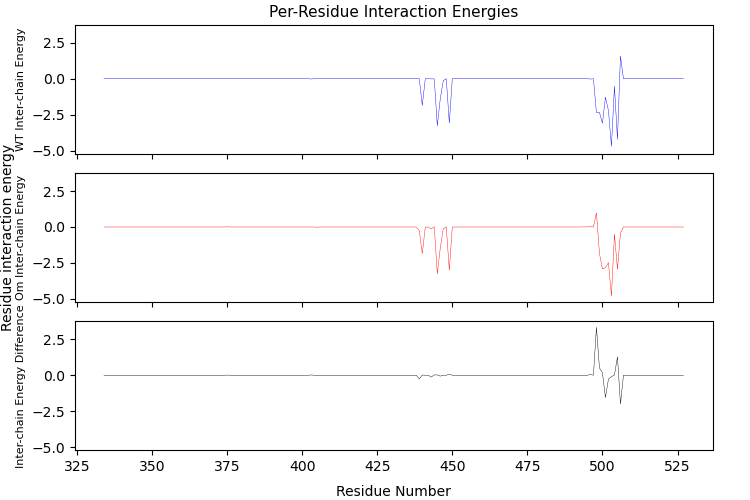 Per-Residue Interaction Energies
Residue interaction energy
WT Inter-chain Energy
2.5
0.0
−2.5
−5.0
Om Inter-chain Energy
2.5
0.0
−2.5
−5.0
Inter-chain Energy Difference
2.5
0.0
−2.5
−5.0
325 350 375 400 425 450 475 500 525
Residue Number